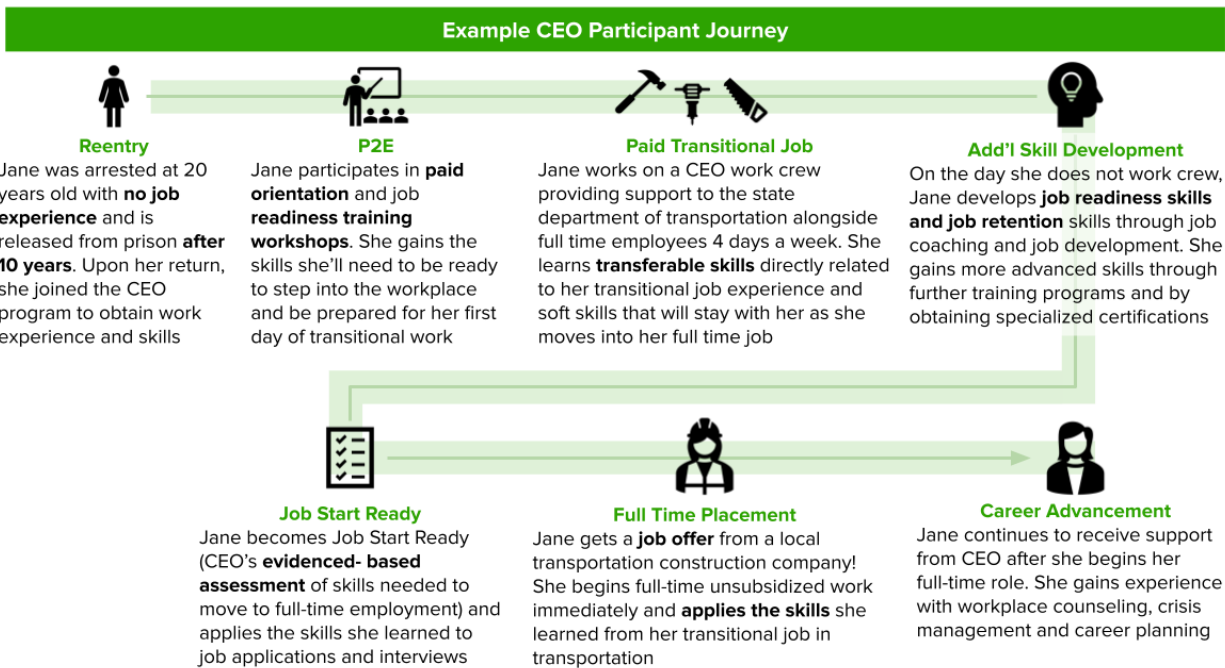 Example CEO Participant Journey
Reentry
Jane was arrested at 20
years old with no job
experience and is
released from prison after
10 years. Upon her return,
she joined the CEO
program to obtain work
experience and skills
P2E
Jane participates in paid
orientation and job
readiness training
workshops. She gains the
skills she'll need to be ready
to step into the workplace
and be prepared for her first
day of transitional work
Paid Transitional Job
Jane works on a CEO work crew
providing support to the state
department of transportation alongside
full time employees 4 days a week. She
learns transferable skills directly related
to her transitional job experience and
soft skills that will stay with her as she
moves into her full time job
Add'l Skill Development
On the day she does not work crew,
Jane develops job readiness skills
and job retention skills through job
coaching and job development. She
gains more advanced skills through
further training programs and by
obtaining specialized certifications
Job Start Ready
Jane becomes Job Start Ready
(CEO's evidenced- based
assessment of skills needed to
move to full-time employment) and
applies the skills she learned to
job applications and interviews
Full Time Placement
Jane gets a job offer from a local
transportation construction company!
She begins full-time unsubsidized work
immediately and applies the skills she
learned from her transitional job in
transportation
Career Advancement
Jane continues to receive support
from CEO after she begins her
full-time role. She gains experience
with workplace counseling, crisis
management and career planning